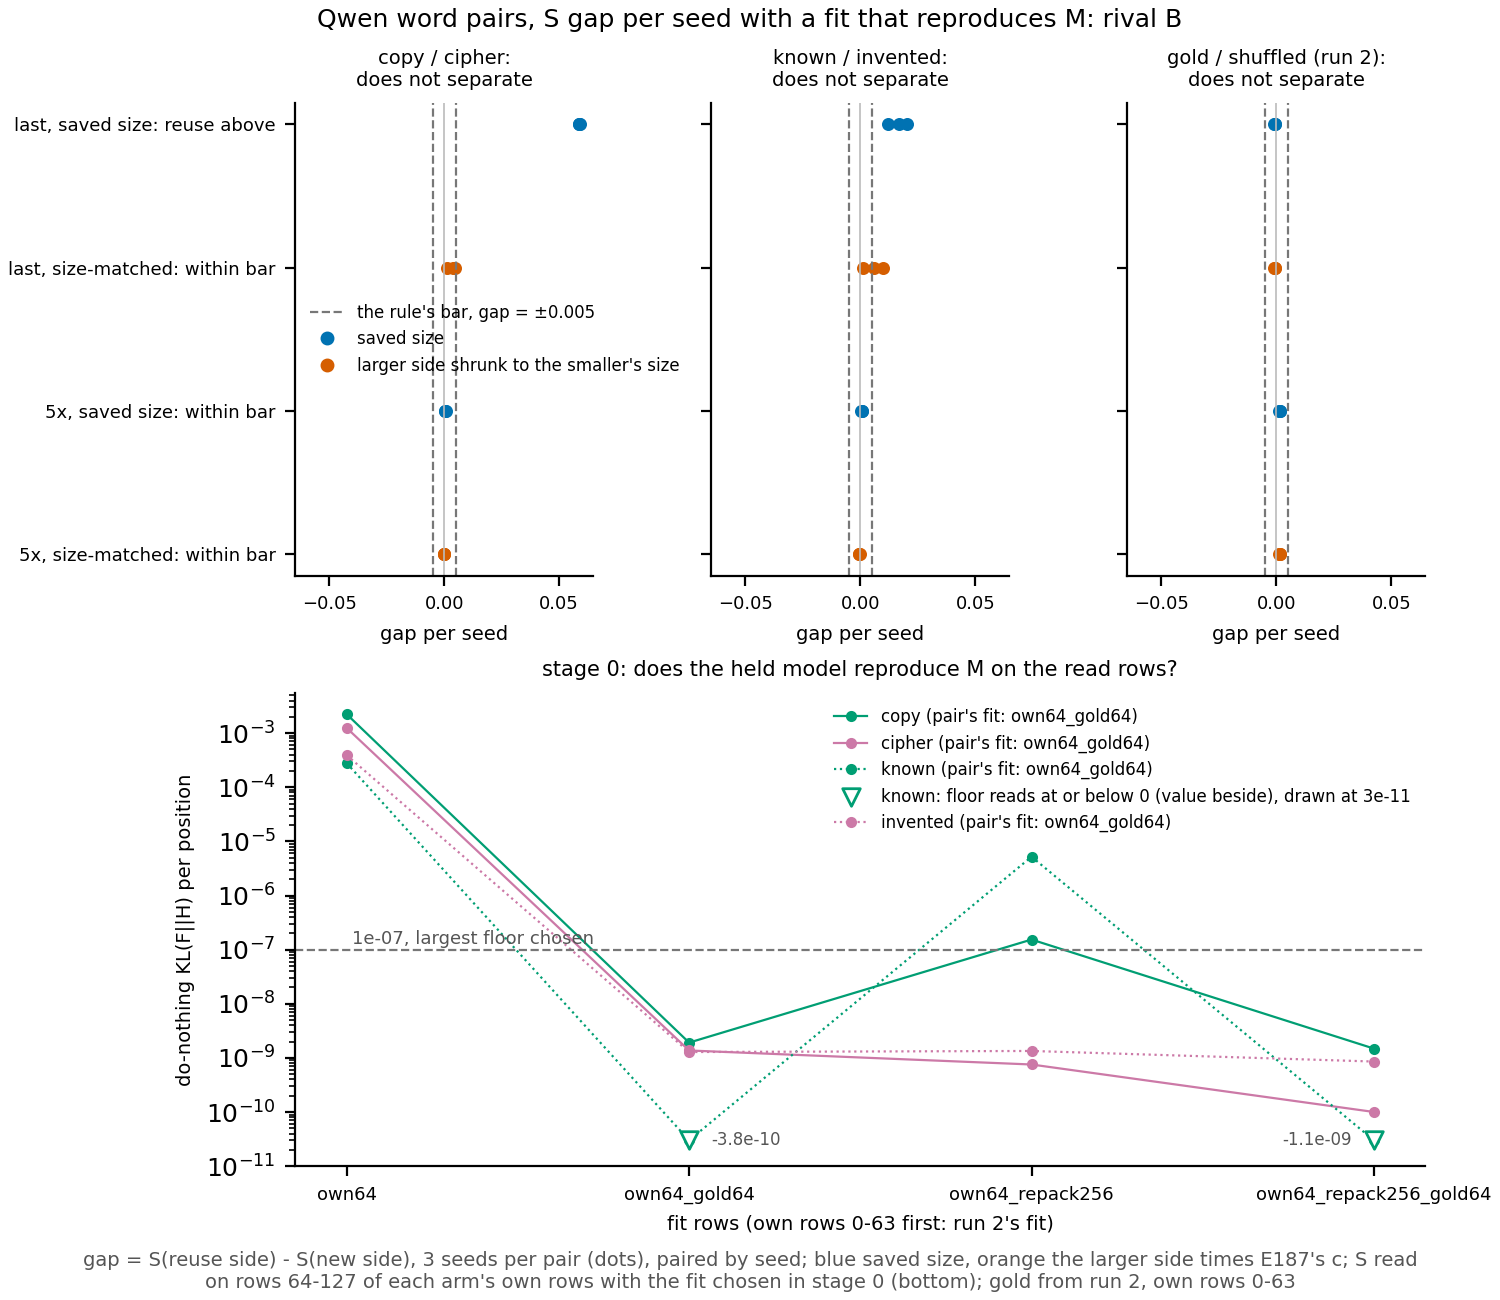 Qwen word pairs, S gap per seed with a fit that reproduces M: rival B
copy / cipher:
does not separate
known / invented:
does not separate
gold / shuffled (run 2):
does not separate
last, saved size: reuse above
last, size-matched: within bar
5x, saved size: within bar
5x, size-matched: within bar
the rule's bar, gap = ±0.005
saved size
larger side shrunk to the smaller's size
−0.05 0.00 0.05
−0.05 0.00 0.05
−0.05 0.00 0.05
gap per seed
gap per seed
gap per seed
stage 0: does the held model reproduce M on the read rows?
do-nothing KL(F||H) per position
10⁻³
10⁻⁴
10⁻⁵
10⁻⁶
10⁻⁷
10⁻⁸
10⁻⁹
10⁻¹⁰
10⁻¹¹
copy (pair's fit: own64_gold64)
cipher (pair's fit: own64_gold64)
known (pair's fit: own64_gold64)
known: floor reads at or below 0 (value beside), drawn at 3e-11
invented (pair's fit: own64_gold64)
1e-07, largest floor chosen
-3.8e-10
-1.1e-09
own64 own64_gold64 own64_repack256 own64_repack256_gold64
fit rows (own rows 0-63 first: run 2's fit)
gap = S(reuse side) - S(new side), 3 seeds per pair (dots), paired by seed; blue saved size, orange the larger side times E187's c; S read
on rows 64-127 of each arm's own rows with the fit chosen in stage 0 (bottom); gold from run 2, own rows 0-63